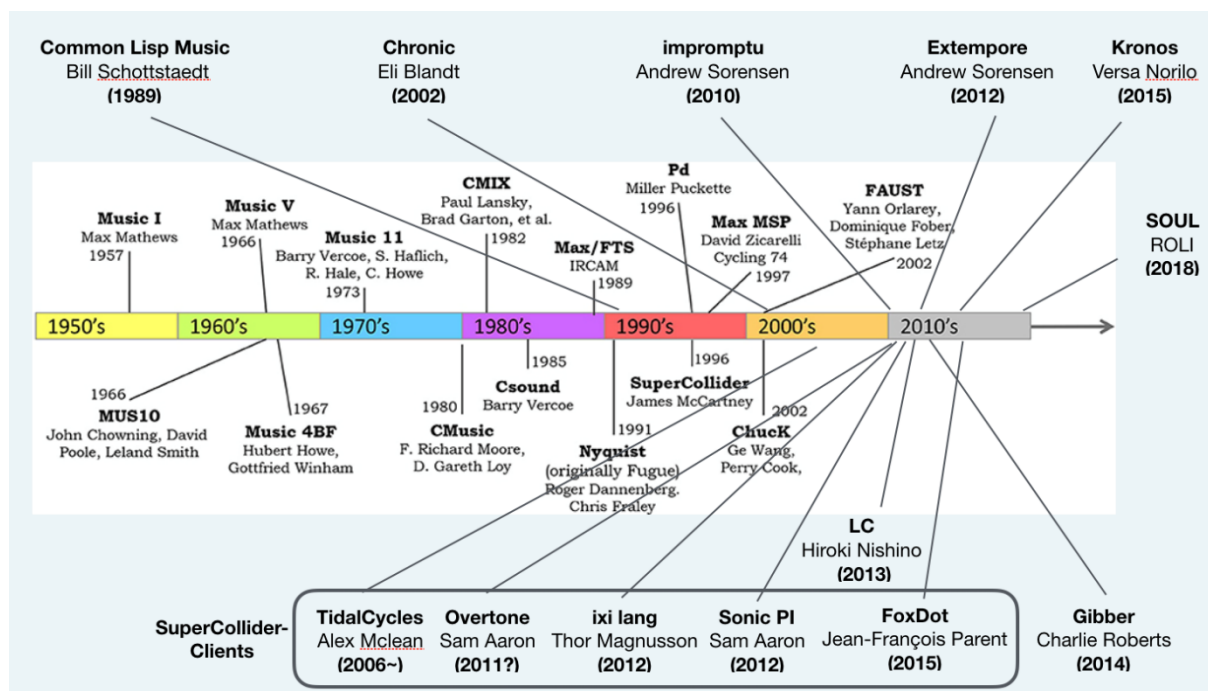 Common Lisp Music
Bill Schottstaedt
(1989)
Chronic
Eli Blandt
(2002)
impromptu
Andrew Sorensen
(2010)
Extempore
Andrew Sorensen
(2012)
Kronos
Versa Norilo
(2015)
Music I
Max Mathews
1957
Music V
Max Mathews
1966
Music 11
Barry Vercoe, S. Haflich,
R. Hale, C. Howe
1973
CMIX
Paul Lansky,
Brad Garton, et al.
1982
Max/FTS
IRCAM
1989
Pd
Miller Puckette
1996
Max MSP
David Zicarelli
Cycling 74
1997
FAUST
Yann Orlarey,
Dominique Fober,
Stéphane Letz
2002
SOUL
ROLI
(2018)
1950's
1960's
1970's
1980's
1990's
2000's
2010's
1966
MUS10
John Chowning, David
Poole, Leland Smith
1967
Music 4BF
Hubert Howe,
Gottfried Winham
1980
CMusic
F. Richard Moore,
D. Gareth Loy
1985
Csound
Barry Vercoe
1991
Nyquist
(originally Fugue)
Roger Dannenberg.
Chris Fraley
1996
SuperCollider
James McCartney
2002
ChucK
Ge Wang,
Perry Cook,
LC
Hiroki Nishino
(2013)
SuperCollider-
Clients
TidalCycles
Alex Mclean
(2006~)
Overtone
Sam Aaron
(2011?)
ixi lang
Thor Magnusson
(2012)
Sonic PI
Sam Aaron
(2012)
FoxDot
Jean-François Parent
(2015)
Gibber
Charlie Roberts
(2014)